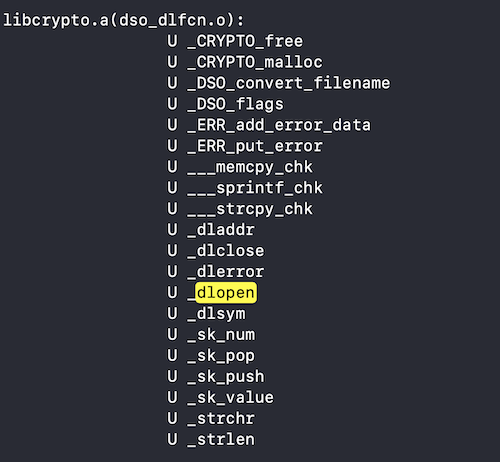 libcrypto.a(dso_dlfcn.o):
U _CRYPTO_free
U _CRYPTO_malloc
U _DSO_convert_filename
U _DSO_flags
U _ERR_add_error_data
U _ERR_put_error
U ___memcpy_chk
U ___sprintf_chk
U ___strcpy_chk
U _dladdr
U _dlclose
U _dlerror
U _dlopen
U _dlsym
U _sk_num
U _sk_pop
U _sk_push
U _sk_value
U _strchr
U _strlen